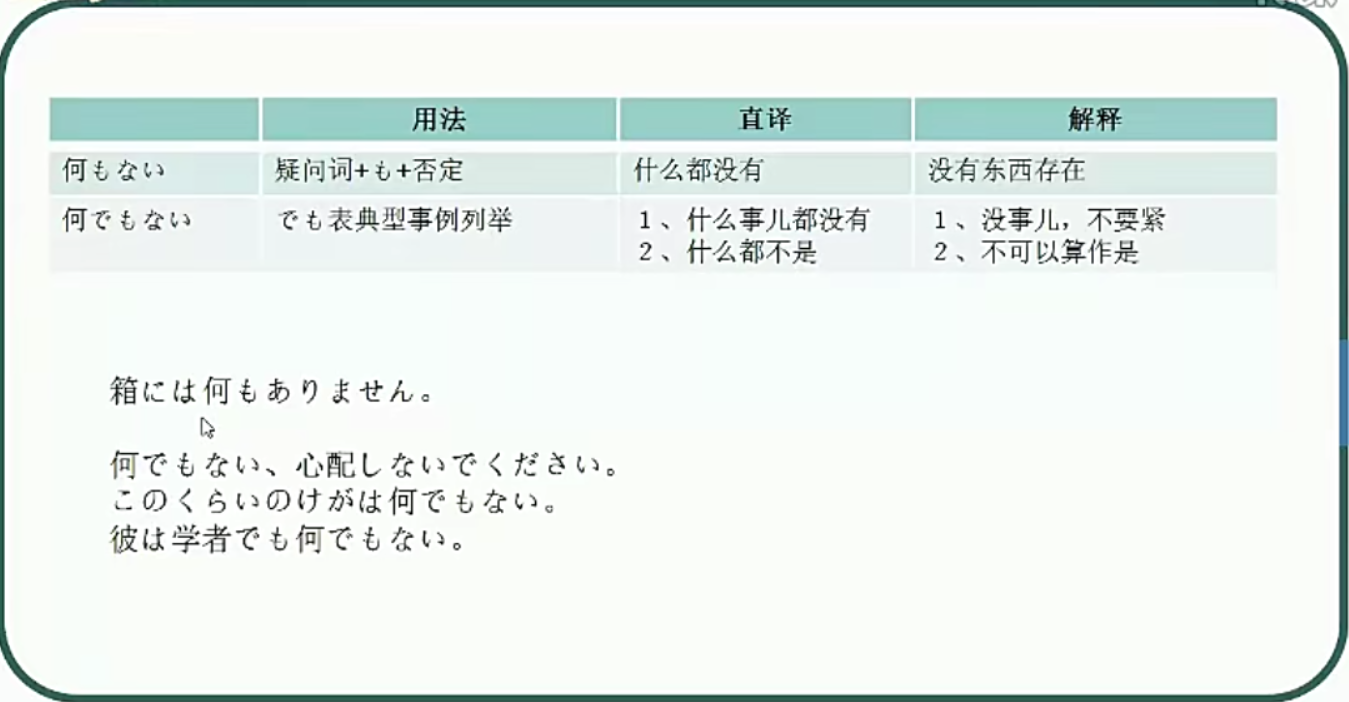 用法 直译 解释
何もない 疑问词+も+否定 什么都没有 没有东西存在
何でもない でも表典型事例列举 1、什么事儿都没有 1、没事儿，不要紧
2、什么都不是 2、不可以算作是
箱には何もありません。
何でもない、心配しないでください。
このくらいのけがは何でもない。
彼は学者でも何でもない。